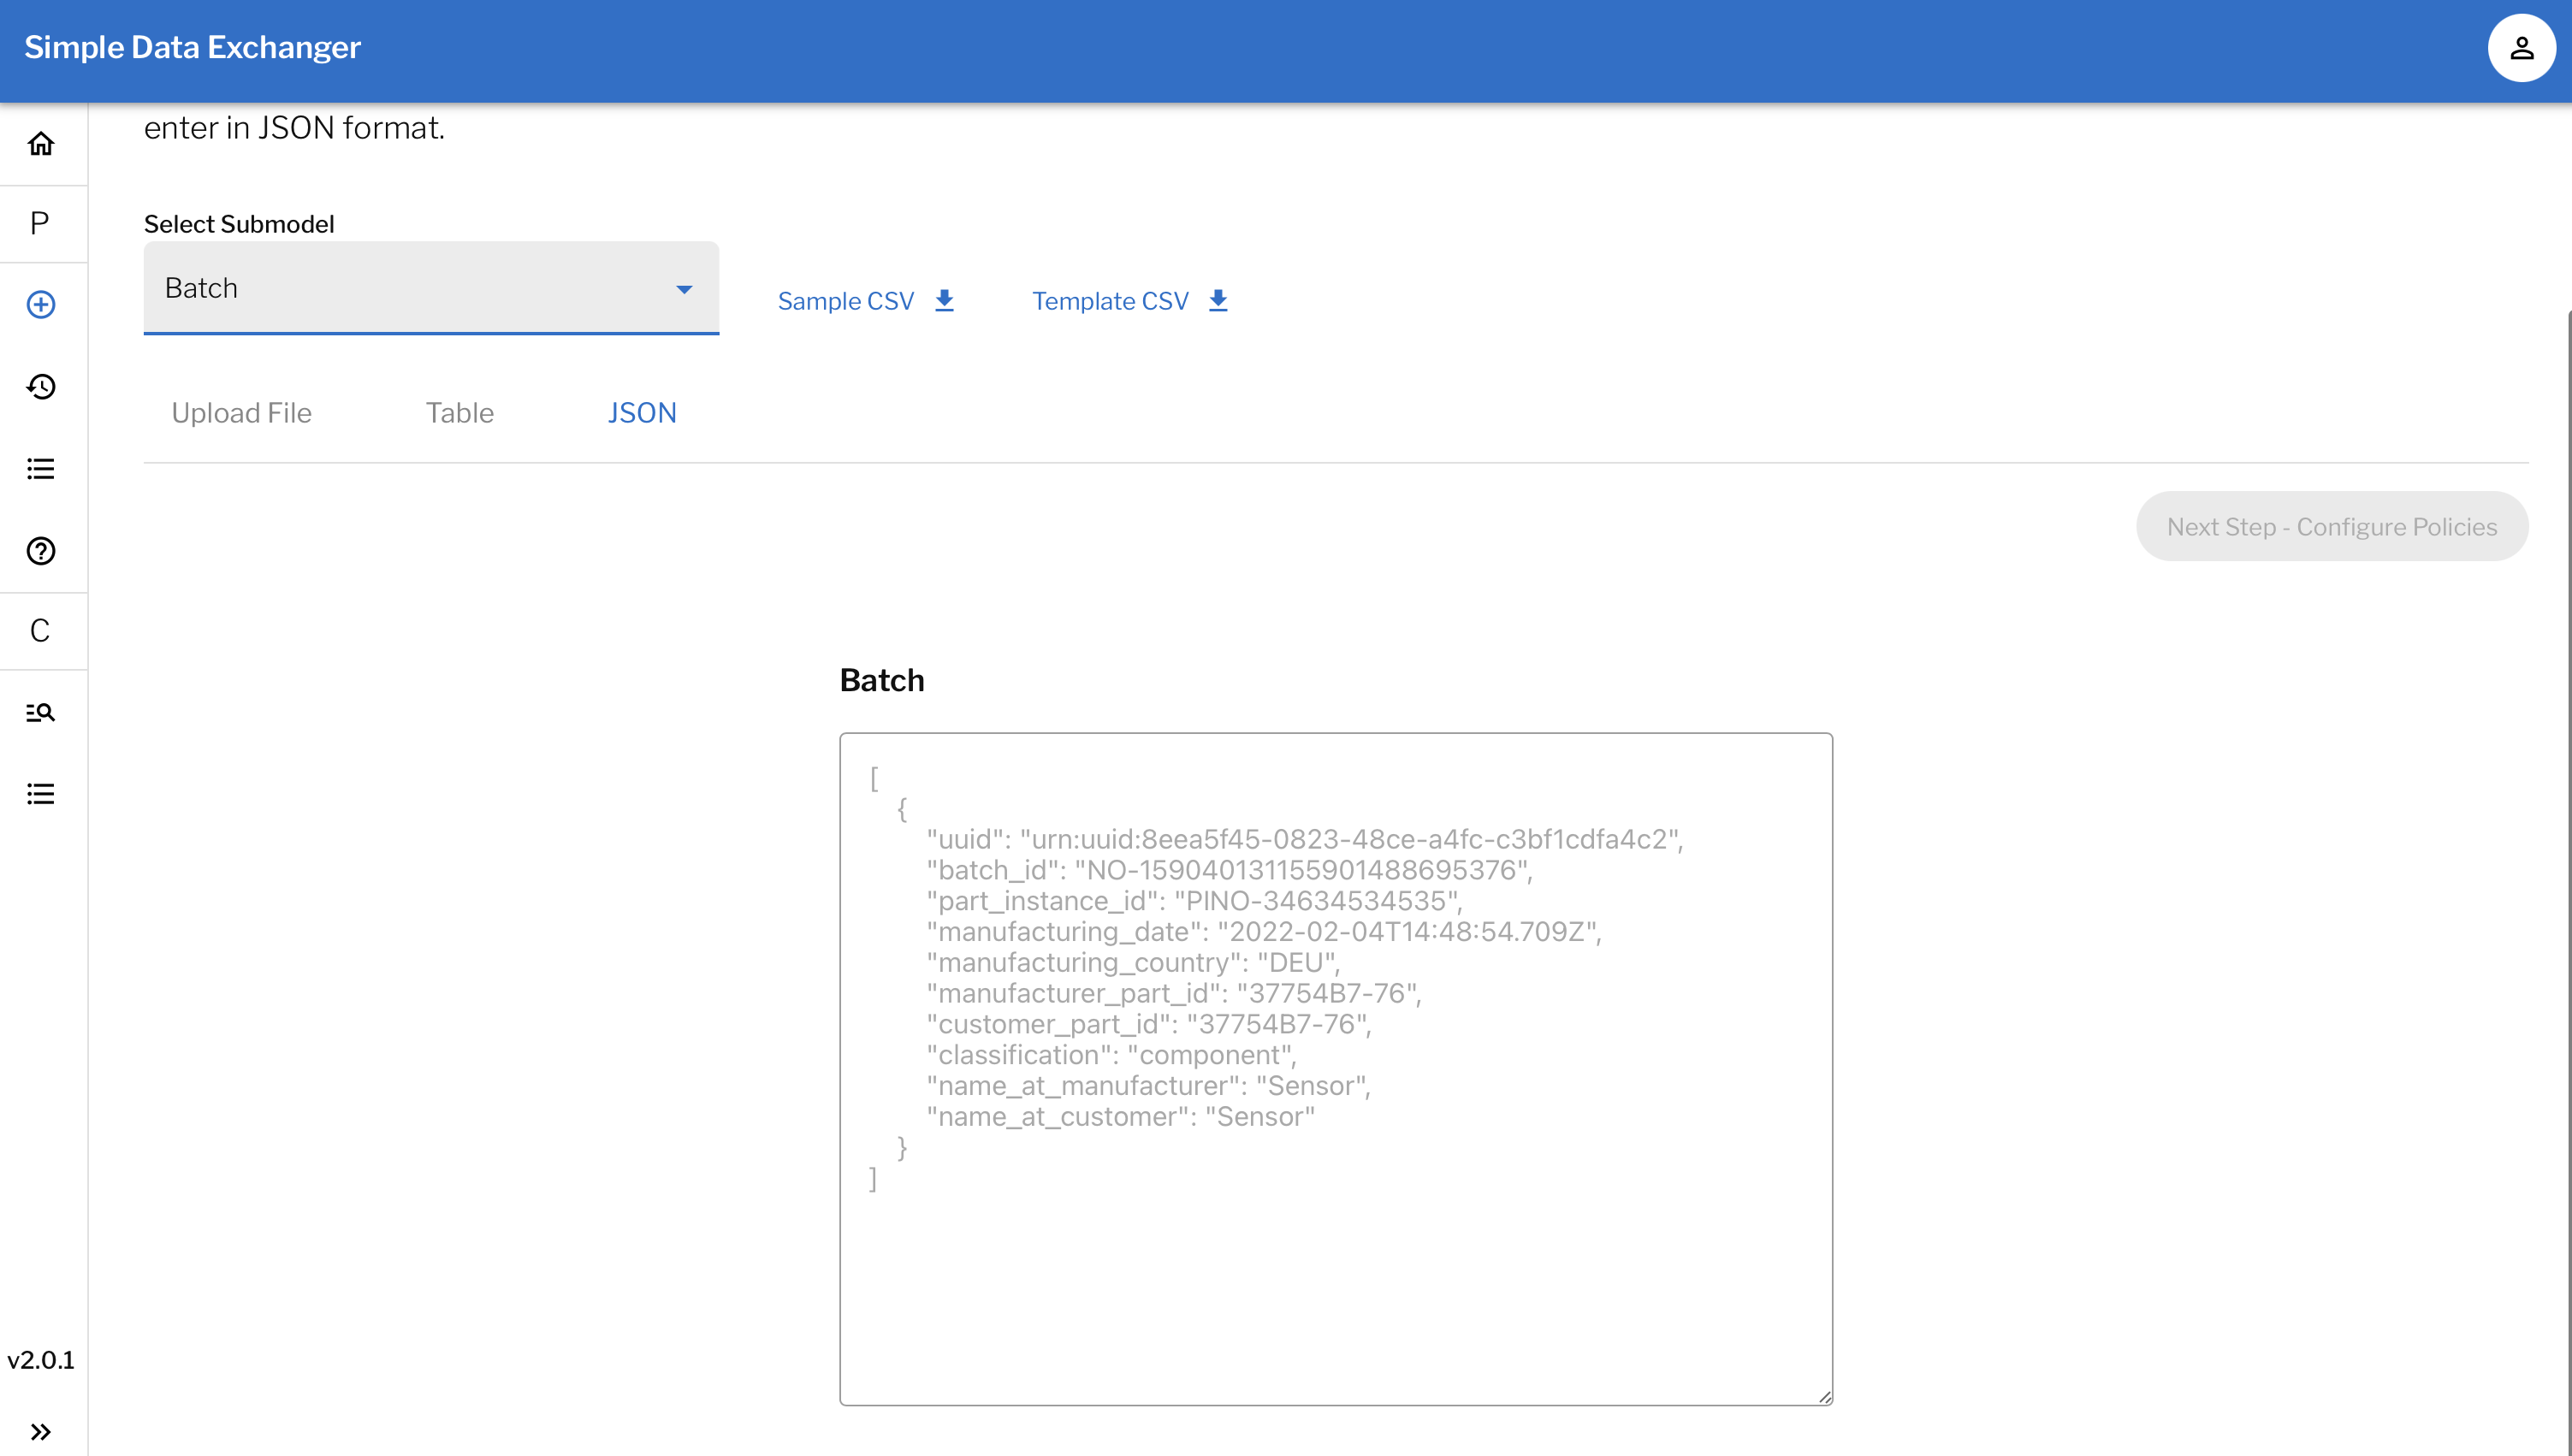 Simple Data Exchanger
enter in JSON format.
P
Select Submodel
Batch
Sample CSV
Template CSV
Upload File
Table
JSON
Next Step - Configure Policies
C
Batch
[
{
"uuid": "urn:uuid:8eea5f45-0823-48ce-a4fc-c3bf1cdfa4c2",
"batch_id": "NO-159040131155901488695376",
"part_instance_id": "PINO-34634534535",
"manufacturing_date": "2022-02-04T14:48:54.709Z",
"manufacturing_country": "DEU",
"manufacturer_part_id": "37754B7-76",
"customer_part_id": "37754B7-76",
"classification": "component",
"name_at_manufacturer": "Sensor",
"name_at_customer": "Sensor"
}
]
v2.0.1